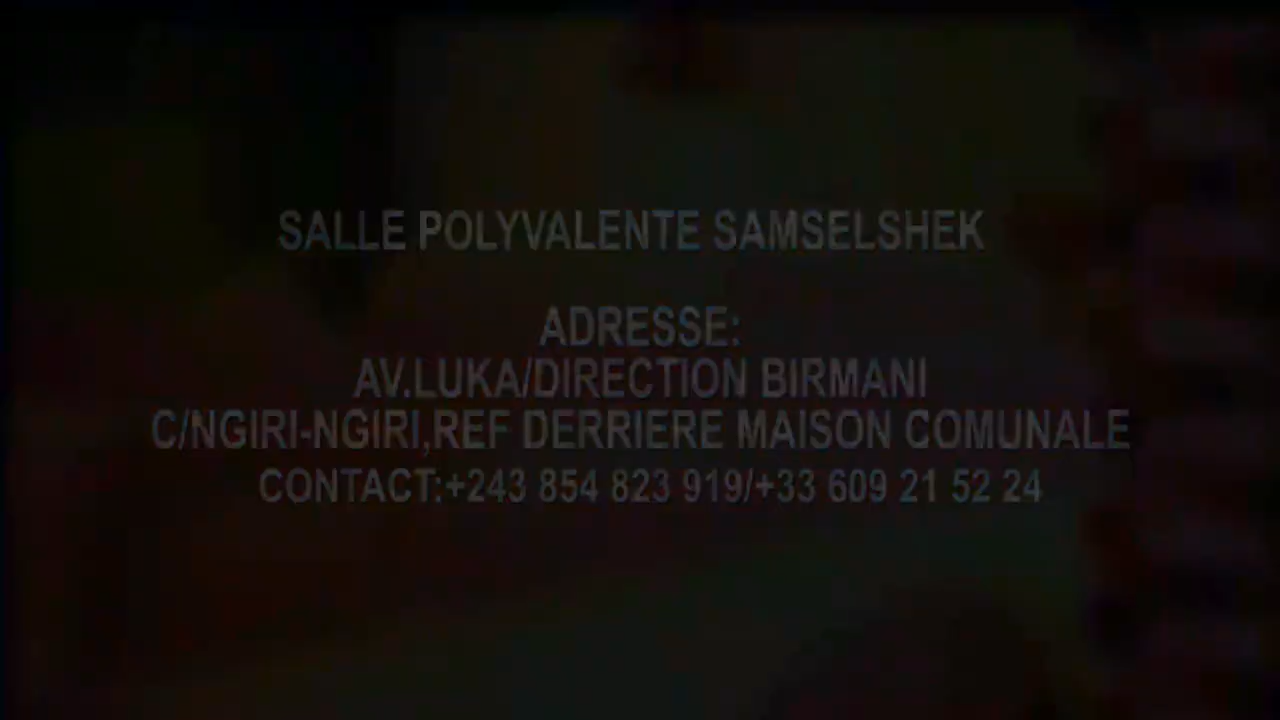 SALLE POLYVALENTE SAMSELSHEK
ADRESSE:
AV.LUKA/DIRECTION BIRMANI
C/NGIRI-NGIRI,REF DERRIERE MAISON COMUNALE
CONTACT:+243 854 823 919/+33 609 21 52 24